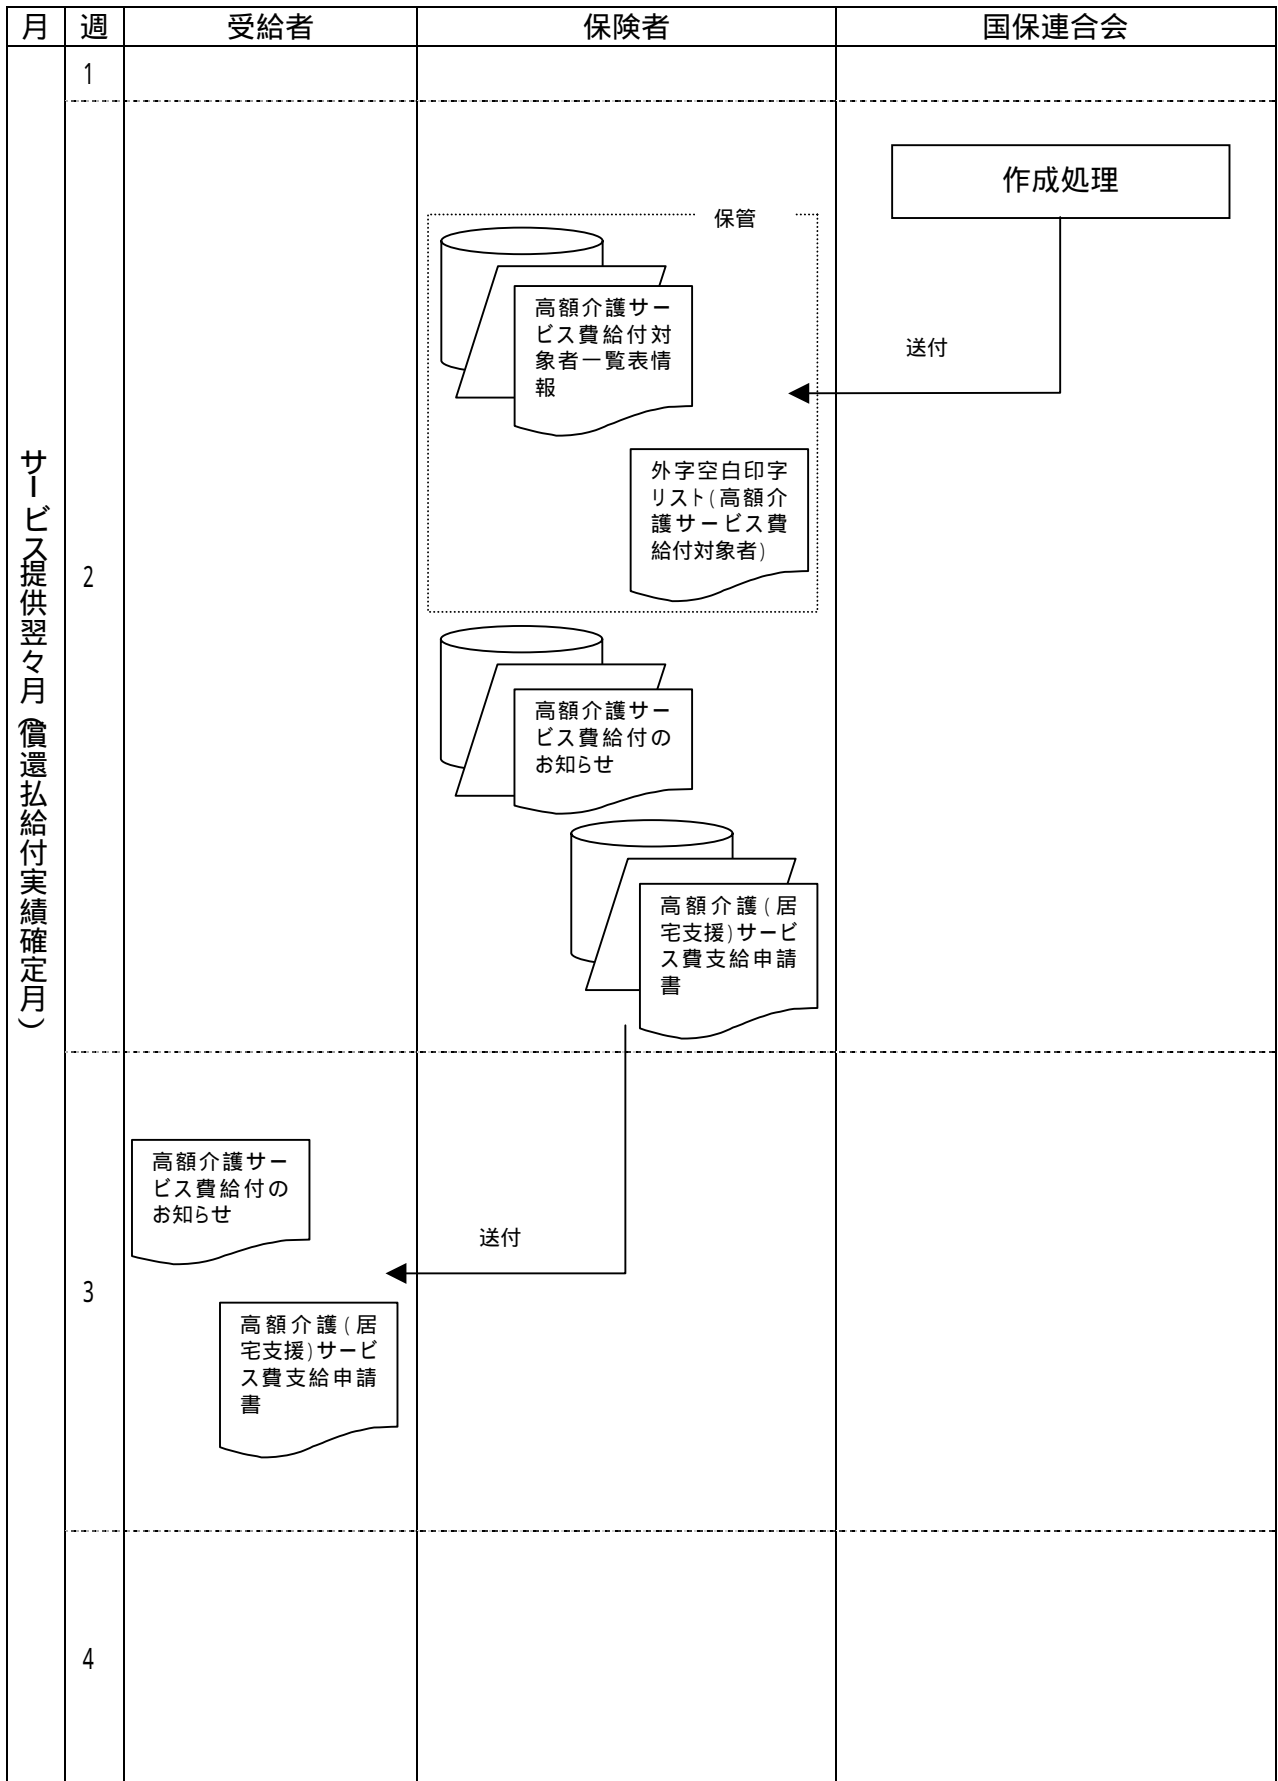 月 週 受給者 保険者 国保連合会
サービス提供翌々月（償還払給付実績確定月）
1
2
作成処理
保管
高額介護サー
ビス費給付対
象者一覧表情
報
送付
外字空白印字
リスト(高額介
護サービス費
給付対象者)
高額介護サー
ビス費給付の
お知らせ
高額介護(居
宅支援)サービ
ス費支給申請
書
3
高額介護サー
ビス費給付の
お知らせ
送付
高額介護(居
宅支援)サービ
ス費支給申請
書
4